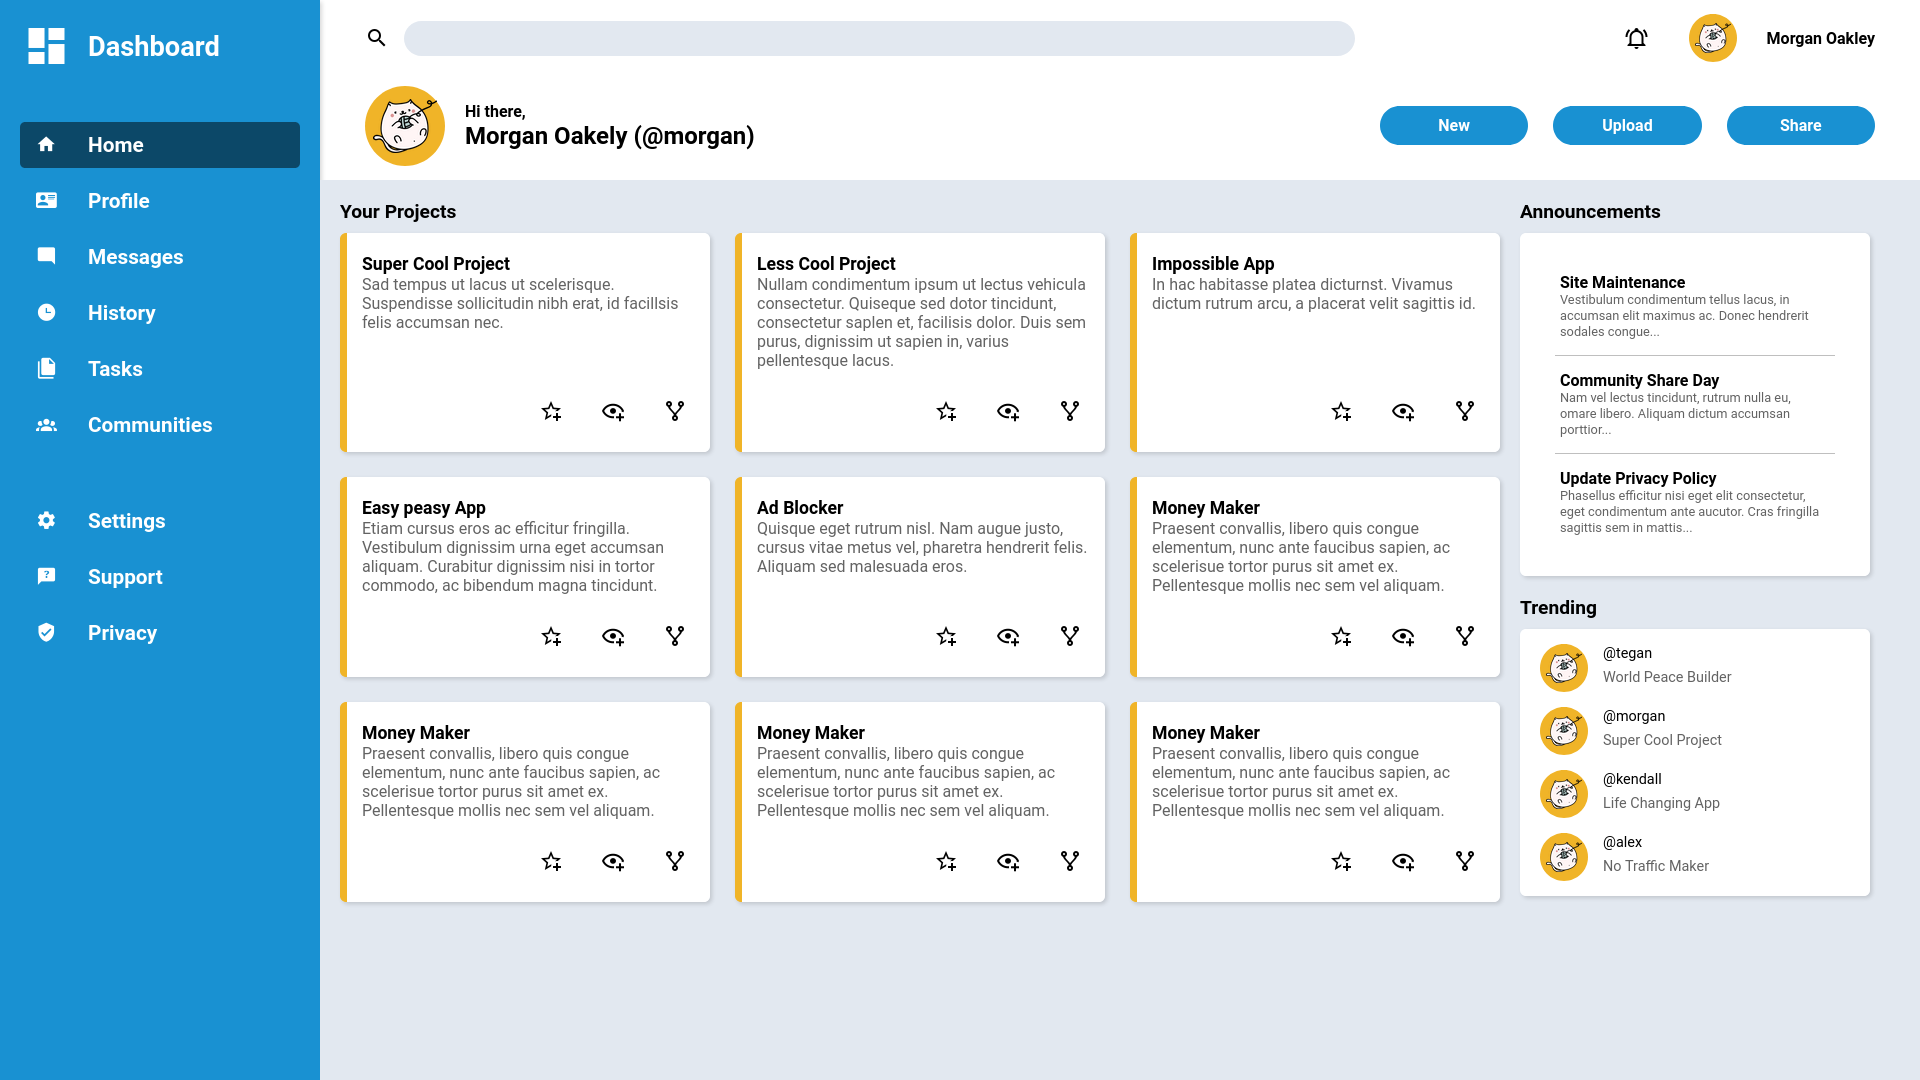 Dashboard
Home
Profile
Messages
History
Tasks
Communities
Settings
Support
Privacy
Morgan Oakley
Hi there,
Morgan Oakely (@morgan)
New
Upload
Share
Your Projects
Super Cool Project
Sad tempus ut lacus ut scelerisque.
Suspendisse sollicitudin nibh erat, id facillsis
felis accumsan nec.
Less Cool Project
Nullam condimentum ipsum ut lectus vehicula
consectetur. Quiseque sed dotor tincidunt,
consectetur saplen et, facilisis dolor. Duis sem
purus, dignissim ut sapien in, varius
pellentesque lacus.
Impossible App
In hac habitasse platea dicturnst. Vivamus
dictum rutrum arcu, a placerat velit sagittis id.
Easy peasy App
Etiam cursus eros ac efficitur fringilla.
Vestibulum dignissim urna eget accumsan
aliquam. Curabitur dignissim nisi in tortor
commodo, ac bibendum magna tincidunt.
Ad Blocker
Quisque eget rutrum nisl. Nam augue justo,
cursus vitae metus vel, pharetra hendrerit felis.
Aliquam sed malesuada eros.
Money Maker
Praesent convallis, libero quis congue
elementum, nunc ante faucibus sapien, ac
scelerisue tortor purus sit amet ex.
Pellentesque mollis nec sem vel aliquam.
Money Maker
Praesent convallis, libero quis congue
elementum, nunc ante faucibus sapien, ac
scelerisue tortor purus sit amet ex.
Pellentesque mollis nec sem vel aliquam.
Money Maker
Praesent convallis, libero quis congue
elementum, nunc ante faucibus sapien, ac
scelerisue tortor purus sit amet ex.
Pellentesque mollis nec sem vel aliquam.
Money Maker
Praesent convallis, libero quis congue
elementum, nunc ante faucibus sapien, ac
scelerisue tortor purus sit amet ex.
Pellentesque mollis nec sem vel aliquam.
Announcements
Site Maintenance
Vestibulum condimentum tellus lacus, in
accumsan elit maximus ac. Donec hendrerit
sodales congue...
Community Share Day
Nam vel lectus tincidunt, rutrum nulla eu,
omare libero. Aliquam dictum accumsan
porttior...
Update Privacy Policy
Phasellus efficitur nisi eget elit consectetur,
eget condimentum ante aucutor. Cras fringilla
sagittis sem in mattis...
Trending
@tegan
World Peace Builder
@morgan
Super Cool Project
@kendall
Life Changing App
@alex
No Traffic Maker